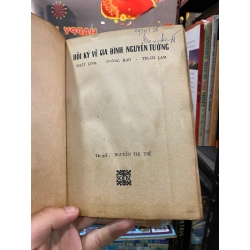 HỒI KÝ VỀ GIA ĐÌNH NGUYỄN TƯỜNG
NHẤT LINH HOÀNG ĐẠO THẠCH LAM
Tác giả : NGUYỄN THỊ THẾ